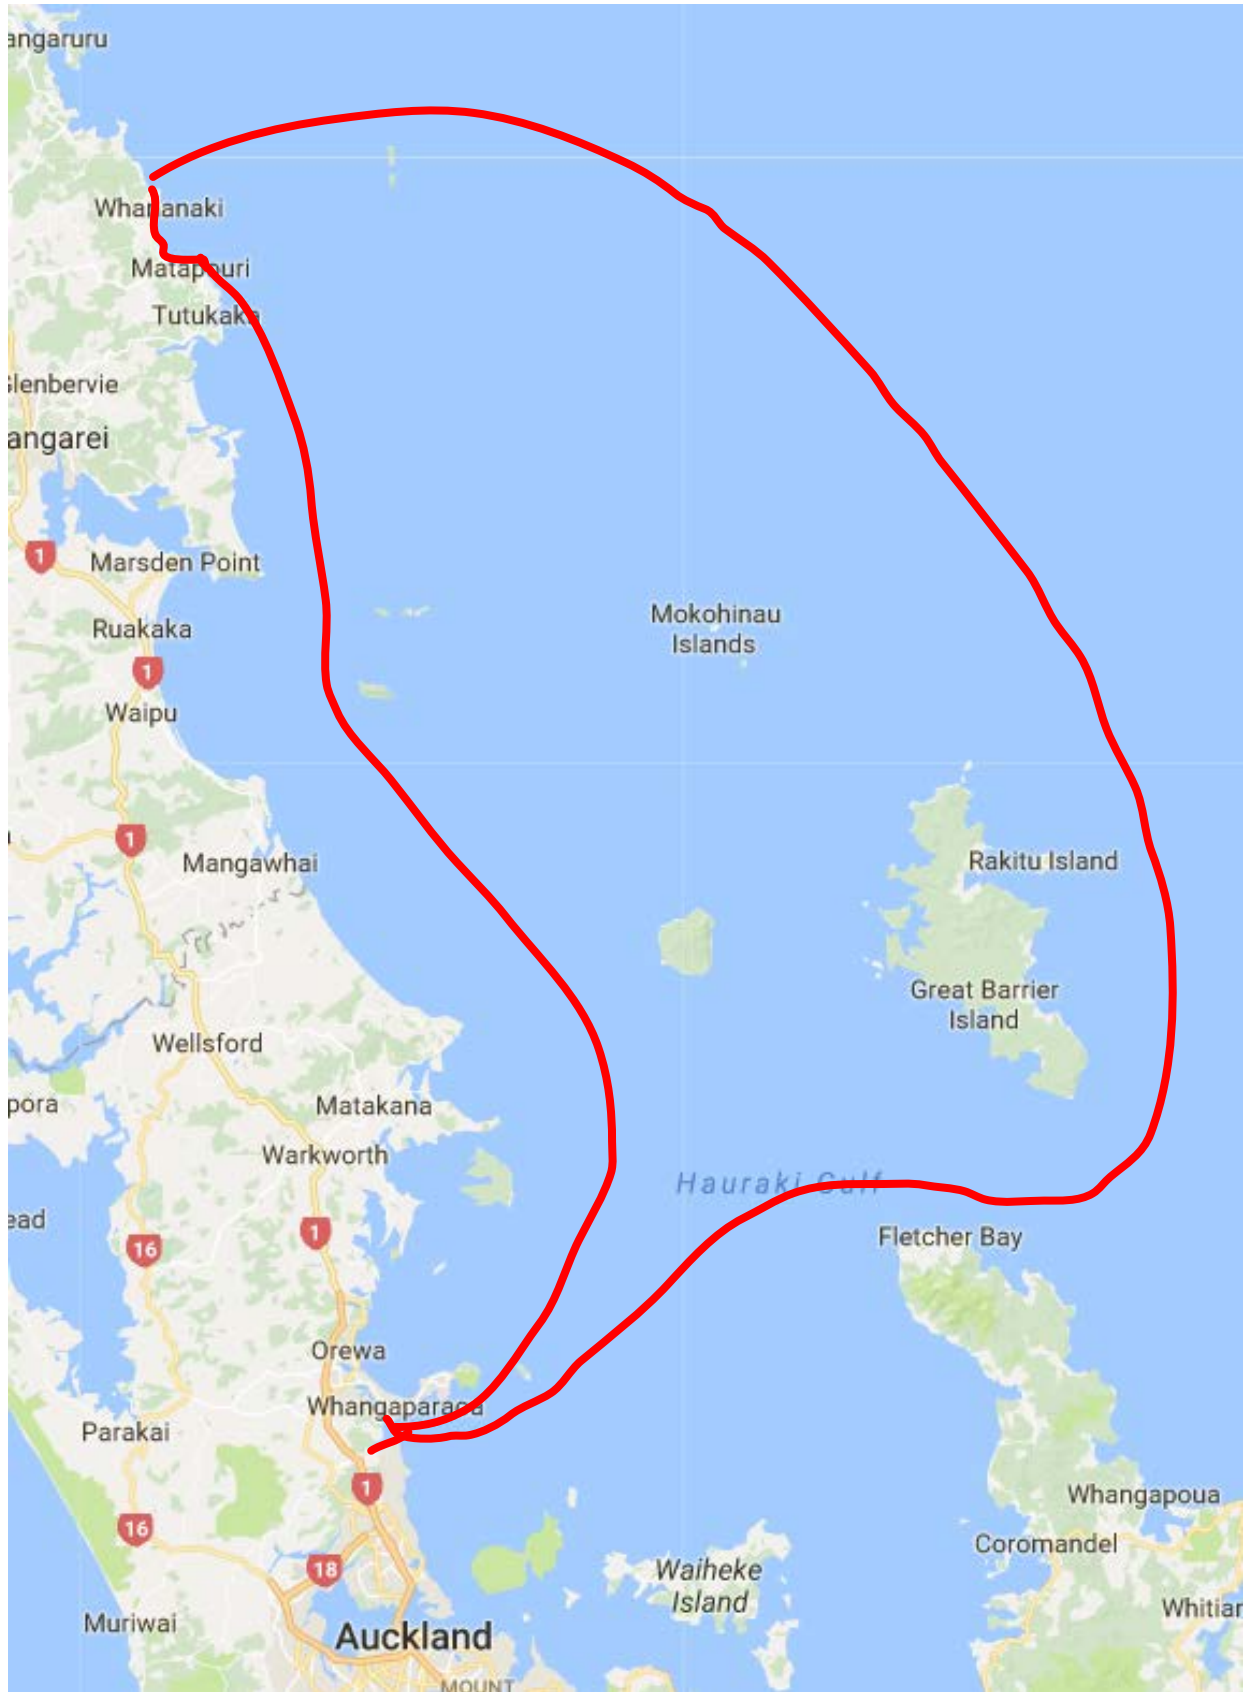 angaruru
Whananaki
Matapouri
Tutukaka
Glenbervie
angarei
1
Marsden Point
Mokohinau
Islands
Ruakaka
1
Waipu
1
Mangawhai
Rakitu Island
Great Barrier
Island
Wellsford
pora
Matakana
Warkworth
Hauraki Gulf
ead
1
16
Fletcher Bay
Orewa
Whangaparaoa
Parakai
1
Whangapoua
16
Coromandel
18
Waiheke
Island
Whitian
Muriwai
Auckland
MOUNT